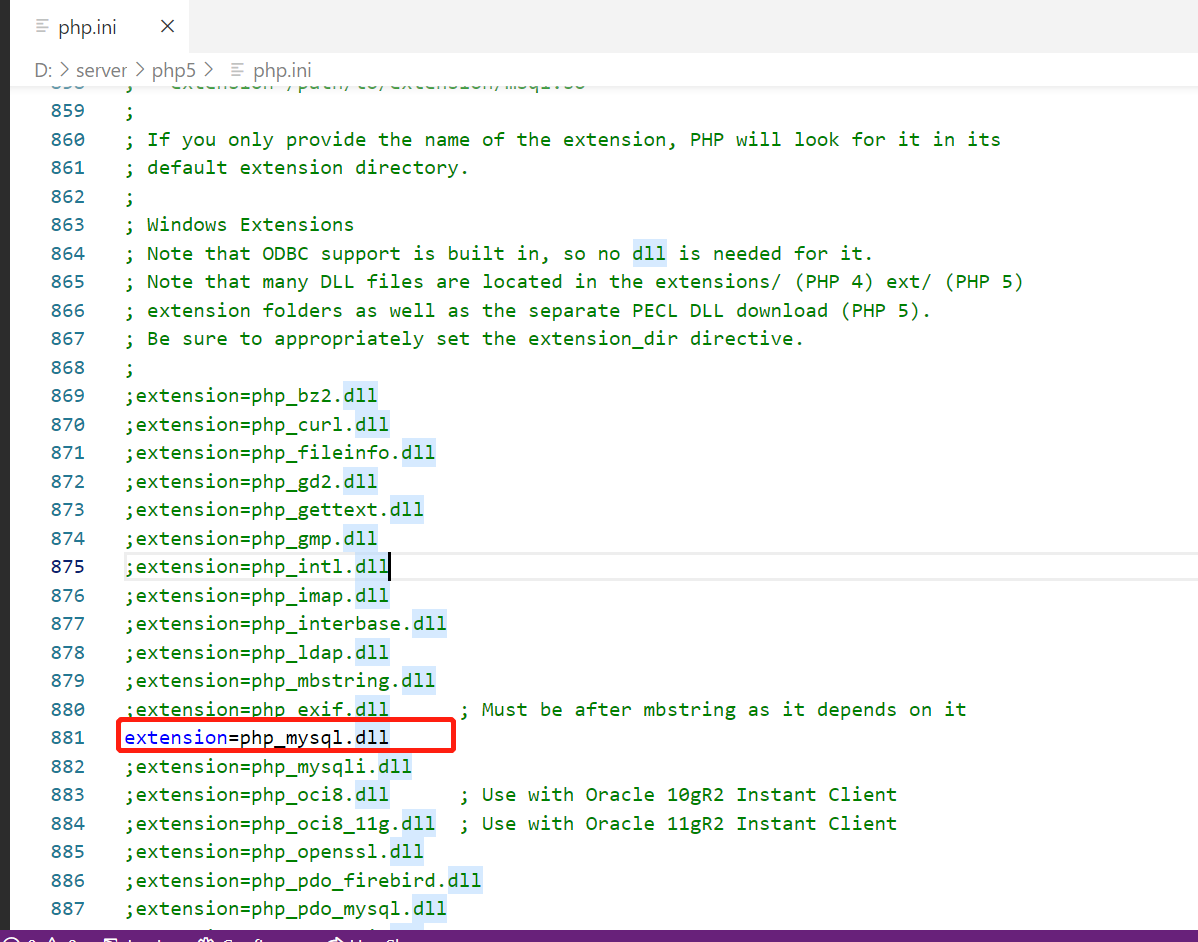 php.ini
D: > server > php5 > php.ini
859 ;
860 ; If you only provide the name of the extension, PHP will look for it in its
861 ; default extension directory.
862 ;
863 ; Windows Extensions
864 ; Note that ODBC support is built in, so no dll is needed for it.
865 ; Note that many DLL files are located in the extensions/ (PHP 4) ext/ (PHP 5)
866 ; extension folders as well as the separate PECL DLL download (PHP 5).
867 ; Be sure to appropriately set the extension_dir directive.
868 ;
869 ;extension=php_bz2.dll
870 ;extension=php_curl.dll
871 ;extension=php_fileinfo.dll
872 ;extension=php_gd2.dll
873 ;extension=php_gettext.dll
874 ;extension=php_gmp.dll
875 ;extension=php_intl.dll
876 ;extension=php_imap.dll
877 ;extension=php_interbase.dll
878 ;extension=php_ldap.dll
879 ;extension=php_mbstring.dll
880 ;extension=php_exif.dll ; Must be after mbstring as it depends on it
881 extension=php_mysql.dll
882 ;extension=php_mysqli.dll
883 ;extension=php_oci8.dll ; Use with Oracle 10gR2 Instant Client
884 ;extension=php_oci8_11g.dll ; Use with Oracle 11gR2 Instant Client
885 ;extension=php_openssl.dll
886 ;extension=php_pdo_firebird.dll
887 ;extension=php_pdo_mysql.dll